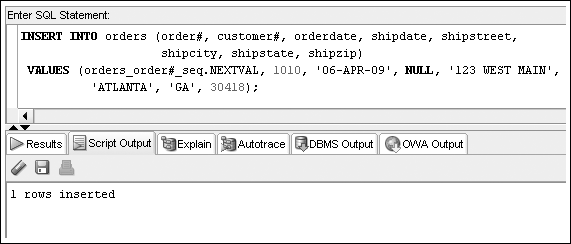 Enter SQL Statement:
INSERT INTO orders (order#, customer#, orderdate, shipdate, shipstreet,
shipcity, shipstate, shipzip)
VALUES (orders_order#_seq.NEXTVAL, 1010, '06-APR-09', NULL, '123 WEST MAIN',
'ATLANTA', 'GA', 30418);
Results Script Output Explain Autotrace DBMS Output OWA Output
1 rows inserted